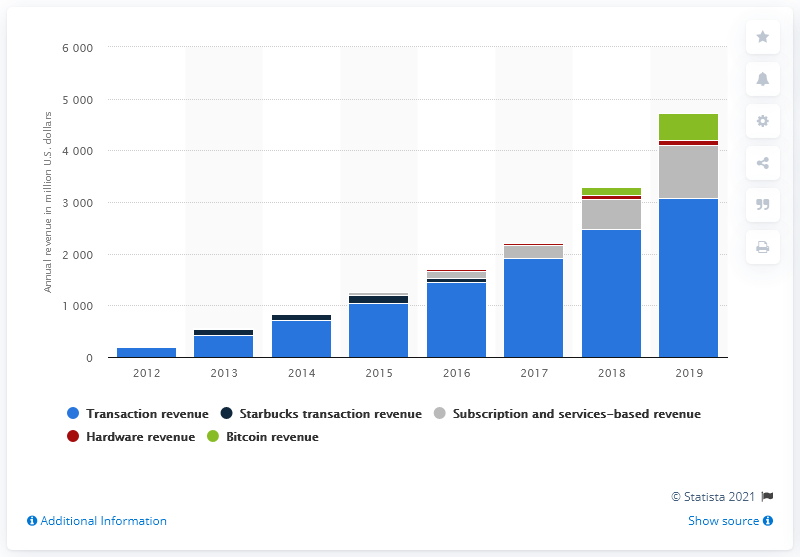 6 000
5 000
4 000
3 000
2 000
1 000
0
Annual revenue in million U.S. dollars
2012 2013 2014 2015 2016 2017 2018 2019
Transaction revenue Starbucks transaction revenue Subscription and services-based revenue
Hardware revenue Bitcoin revenue
© Statista 2021
Additional Information Show source